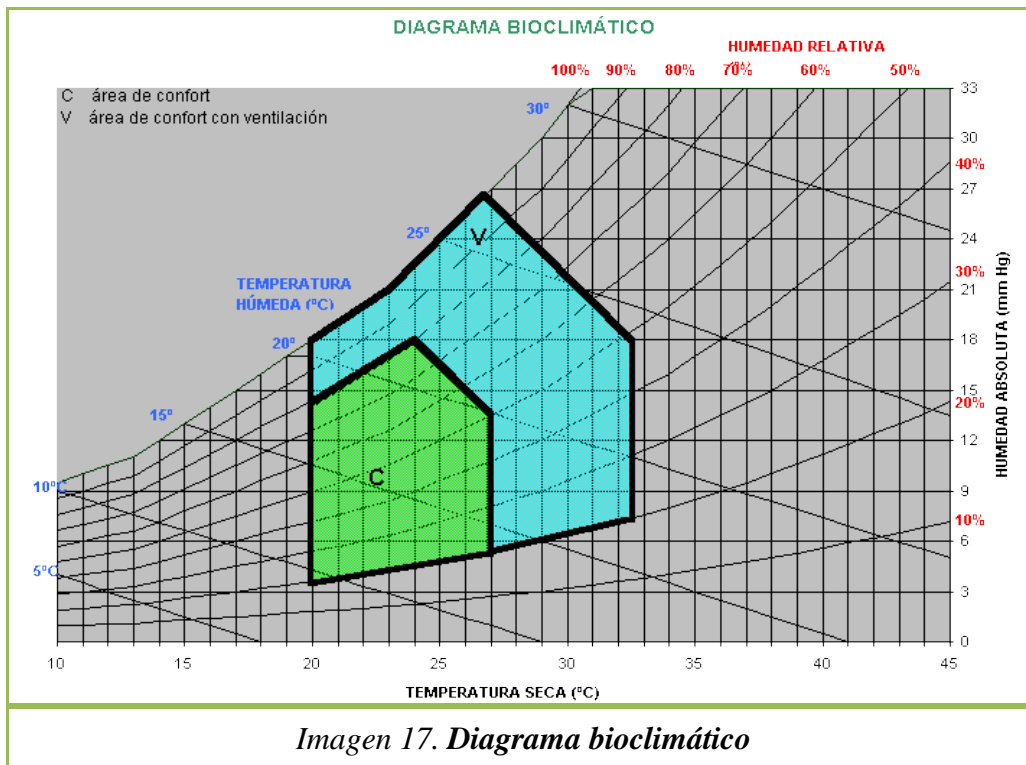 DIAGRAMA BIOCLIMÁTICO
HUMEDAD RELATIVA
100% 90% 80% 70% 60% 50%
C área de confort
V área de confort con ventilación
33
30º
30
40%
27
V
25º
24
30%
TEMPERATURA
HÚMEDA (ºC)
21
20º
18
15
20%
15º
12
C
10ºC
9
10%
6
5ºC
3
0
HUMEDAD ABSOLUTA (mm Hg)
10 15 20 25 30 35 40 45
TEMPERATURA SECA (ºC)
Imagen 17. Diagrama bioclimático